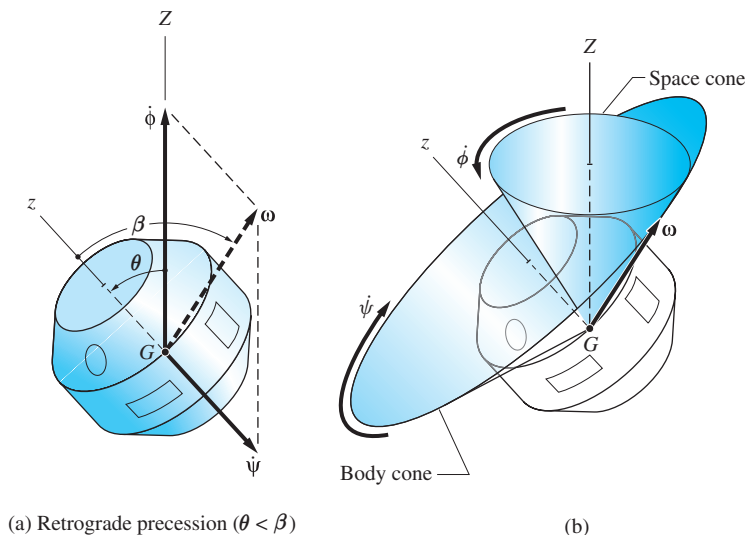 Z
ϕ̇
z
β
ω
θ
G
ψ̇
(a) Retrograde precession (θ < β)
Z
Space cone
z
ϕ̇
ω
ψ̇
G
Body cone
(b)